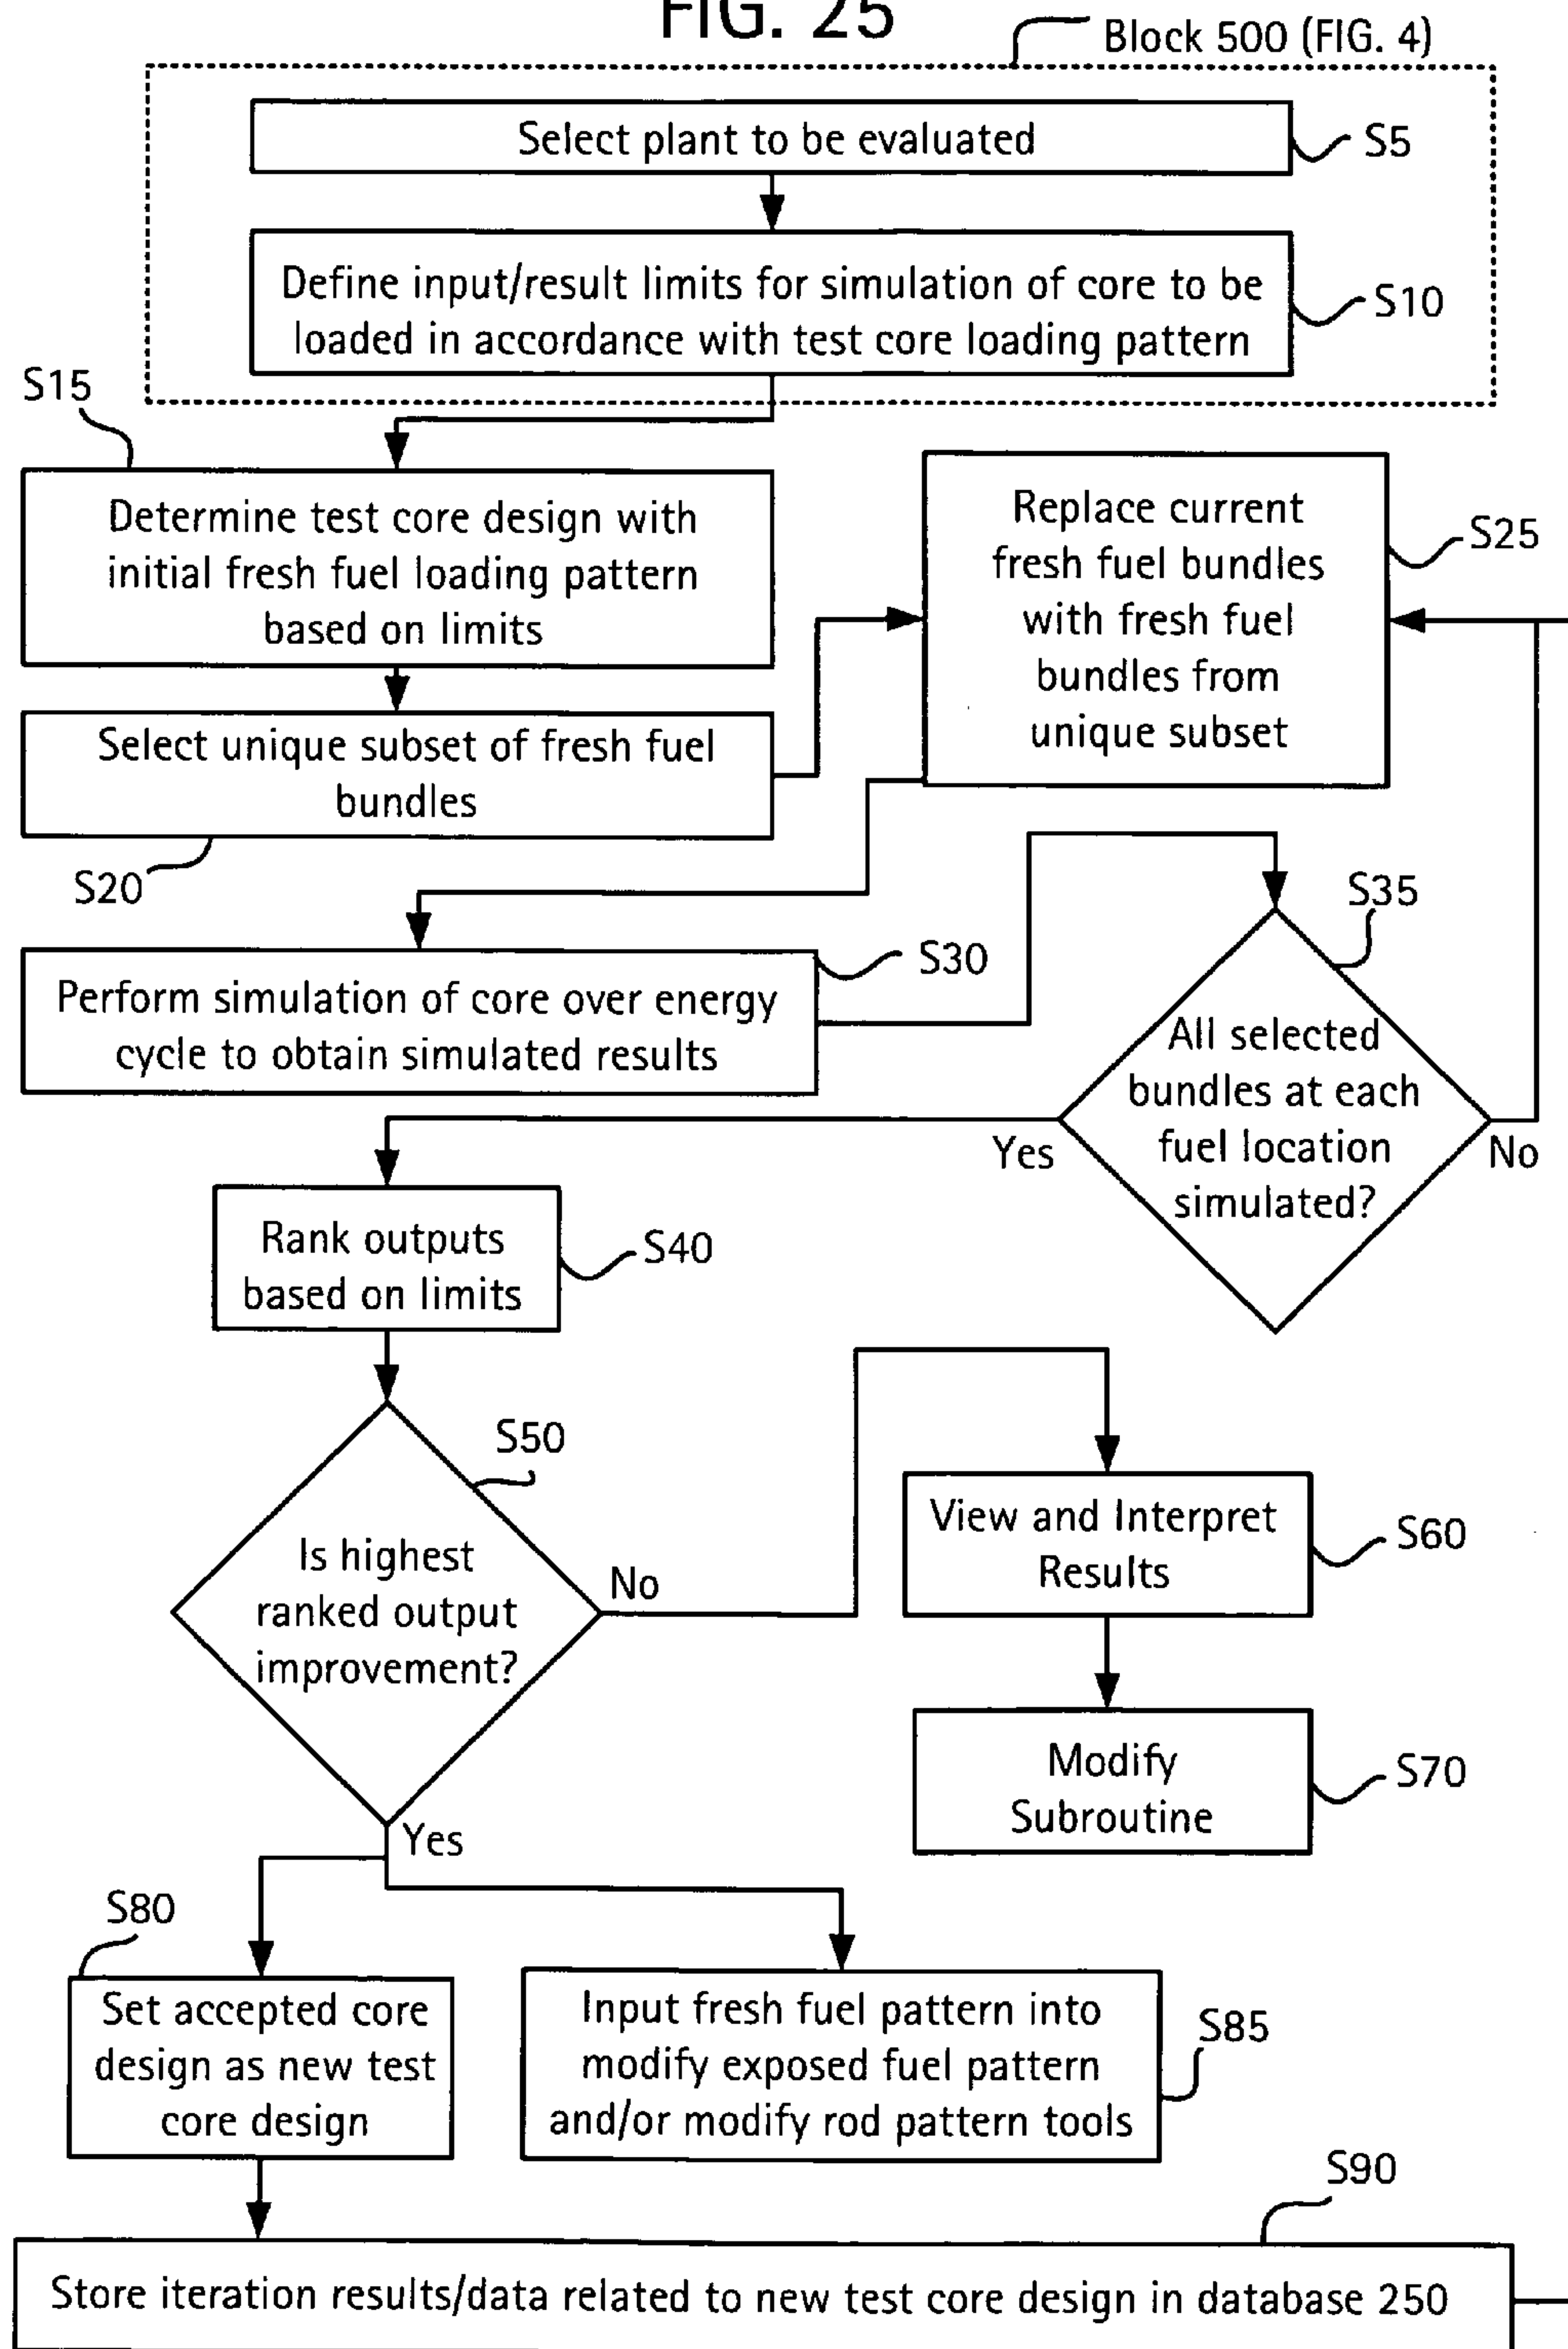 FIG. 25
Block 500 (FIG. 4)
Select plant to be evaluated
S5
Define input/result limits for simulation of core to be
loaded in accordance with test core loading pattern
S10
S15
Determine test core design with
initial fresh fuel loading pattern
based on limits
Replace current
fresh fuel bundles
with fresh fuel
bundles from
unique subset
S25
Select unique subset of fresh fuel
bundles
S20
S30
Perform simulation of core over energy
cycle to obtain simulated results
S35
All selected
bundles at each
fuel location
simulated?
Yes
No
Rank outputs
based on limits
S40
S50
Is highest
ranked output
improvement?
No
Yes
View and Interpret
Results
S60
Modify
Subroutine
S70
S80
Set accepted core
design as new test
core design
Input fresh fuel pattern into
modify exposed fuel pattern
and/or modify rod pattern tools
S85
S90
Store iteration results/data related to new test core design in database 250